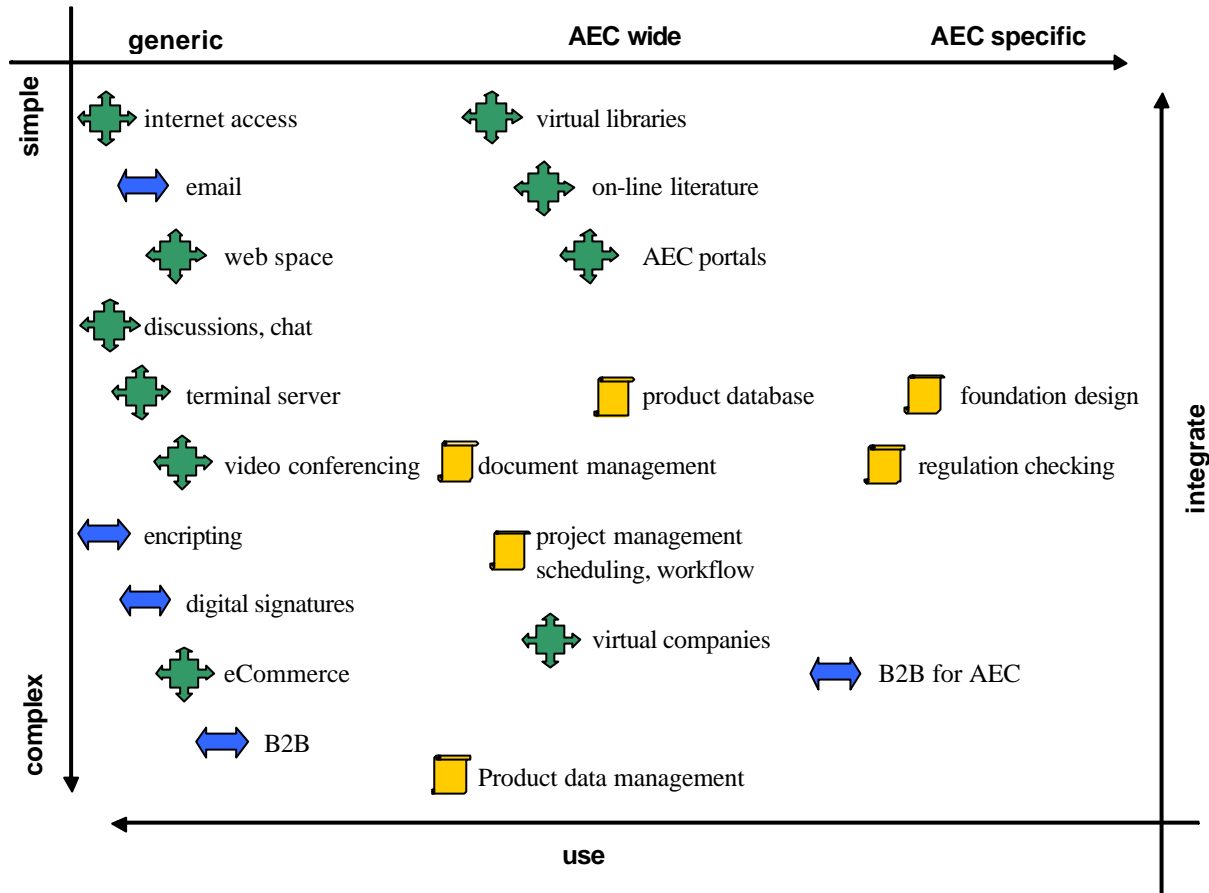 generic
AEC wide
AEC specific
simple
internet access
virtual libraries
email
on-line literature
web space
AEC portals
discussions, chat
terminal server
product database
foundation design
video conferencing
document management
regulation checking
integrate
encripting
project management
scheduling, workflow
digital signatures
virtual companies
eCommerce
B2B for AEC
complex
B2B
Product data management
use